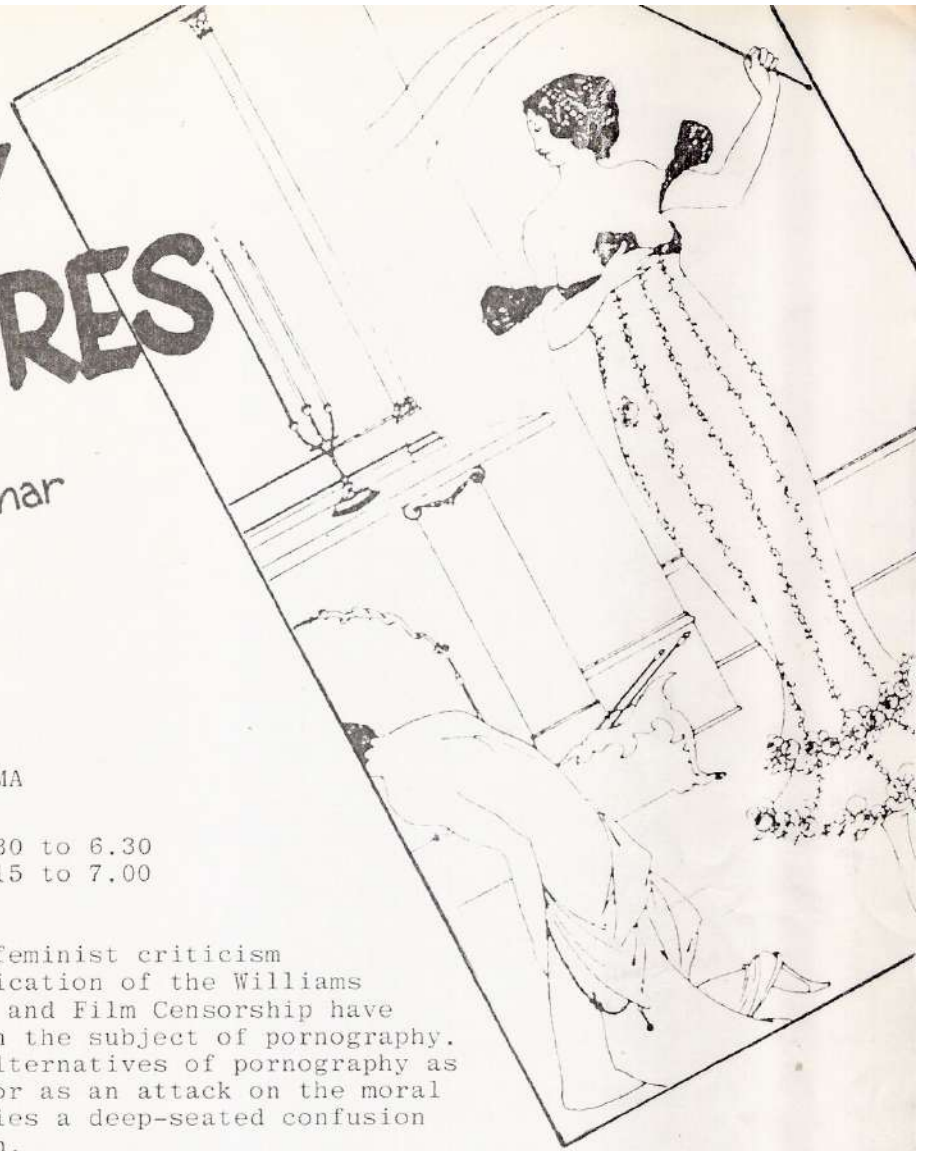 Y
RES
nar
MA
30 to 6.30
15 to 7.00
feminist criticism
ication of the Williams
and Film Censorship have
n the subject of pornography.
lternatives of pornography as
or as an attack on the moral
ies a deep-seated confusion
n.